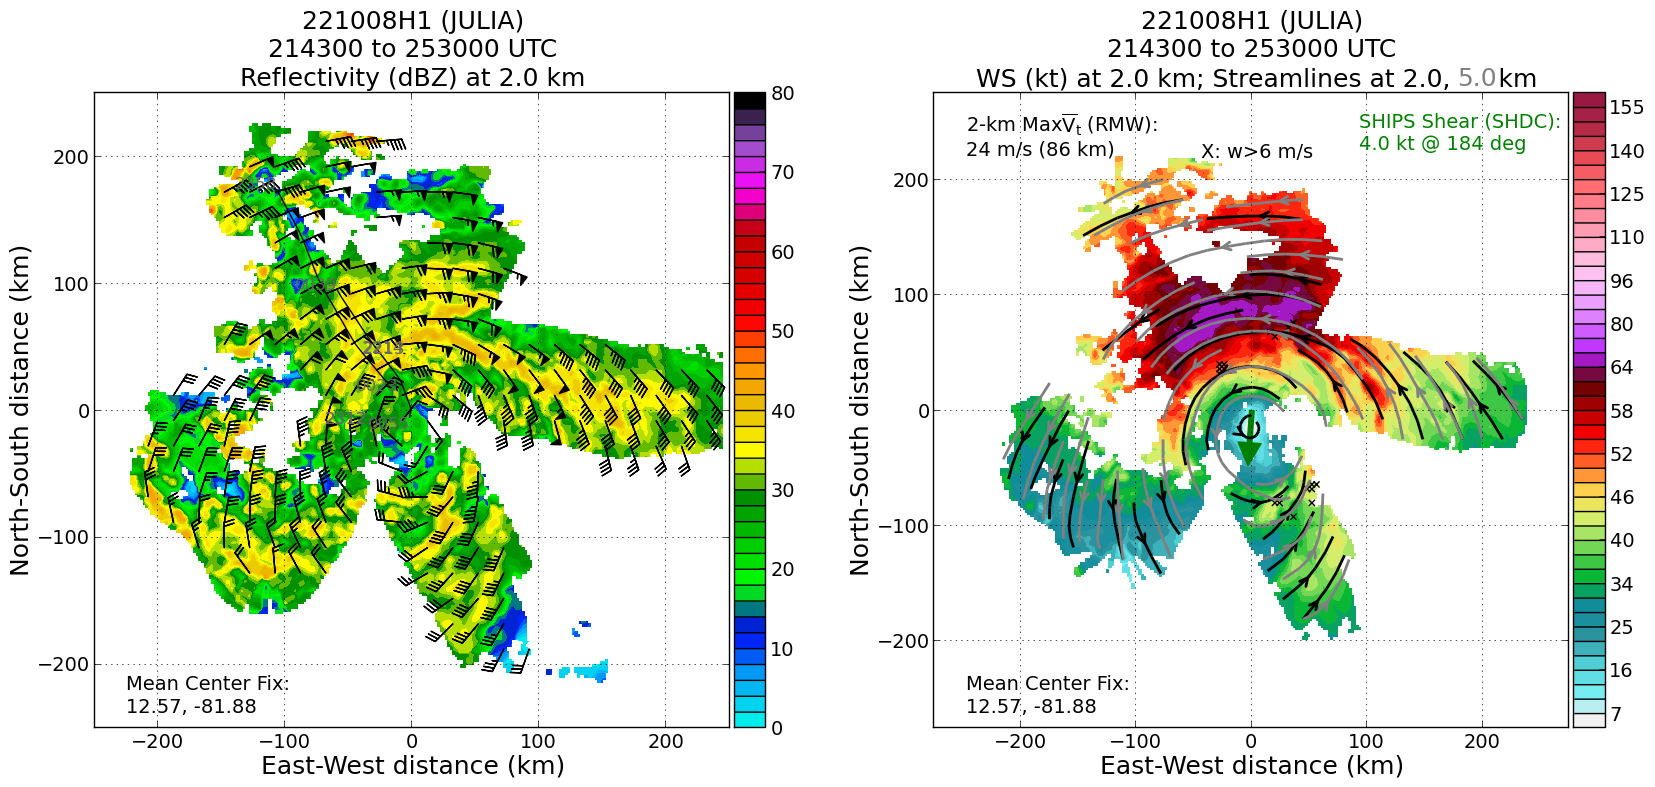 221008H1 (JULIA)
214300 to 253000 UTC
Reflectivity (dBZ) at 2.0 km
North-South distance (km)
200
100
0
−100
−200
−200
−100
0
100
200
East-West distance (km)
Mean Center Fix:
12.57, -81.88
80
70
60
50
40
30
20
10
0
221008H1 (JULIA)
214300 to 253000 UTC
WS (kt) at 2.0 km; Streamlines at 2.0, 5.0km
2-km MaxV̅t (RMW):
24 m/s (86 km)
X: w>6 m/s
SHIPS Shear (SHDC):
4.0 kt @ 184 deg
North-South distance (km)
200
100
0
−100
−200
−200
−100
0
100
200
East-West distance (km)
Mean Center Fix:
12.57, -81.88
155
140
125
110
96
80
64
58
52
46
40
34
25
16
7